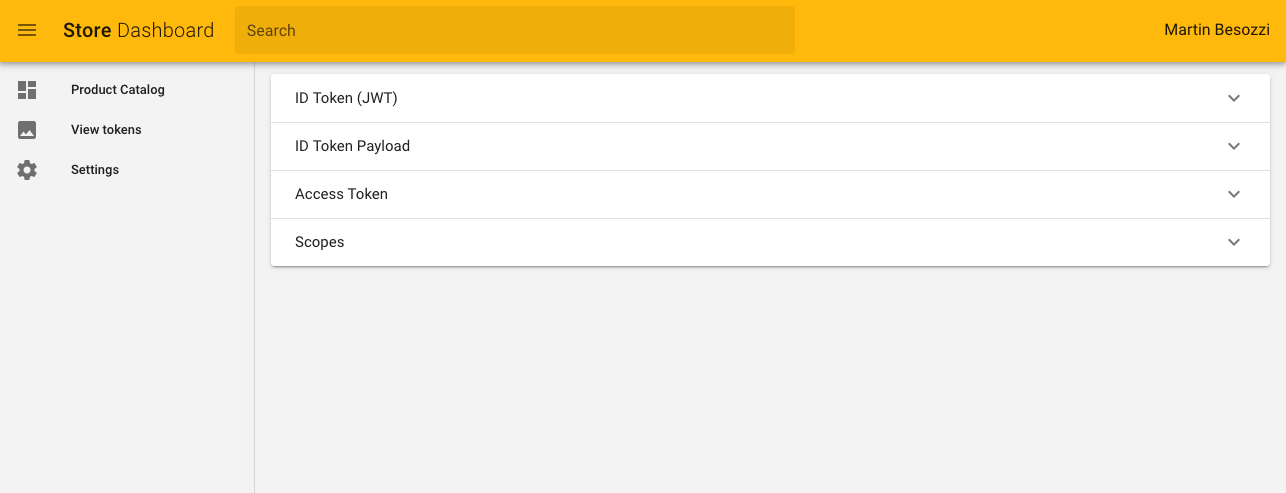 Store Dashboard
Search
Martin Besozzi
Product Catalog
View tokens
Settings
ID Token (JWT)
ID Token Payload
Access Token
Scopes